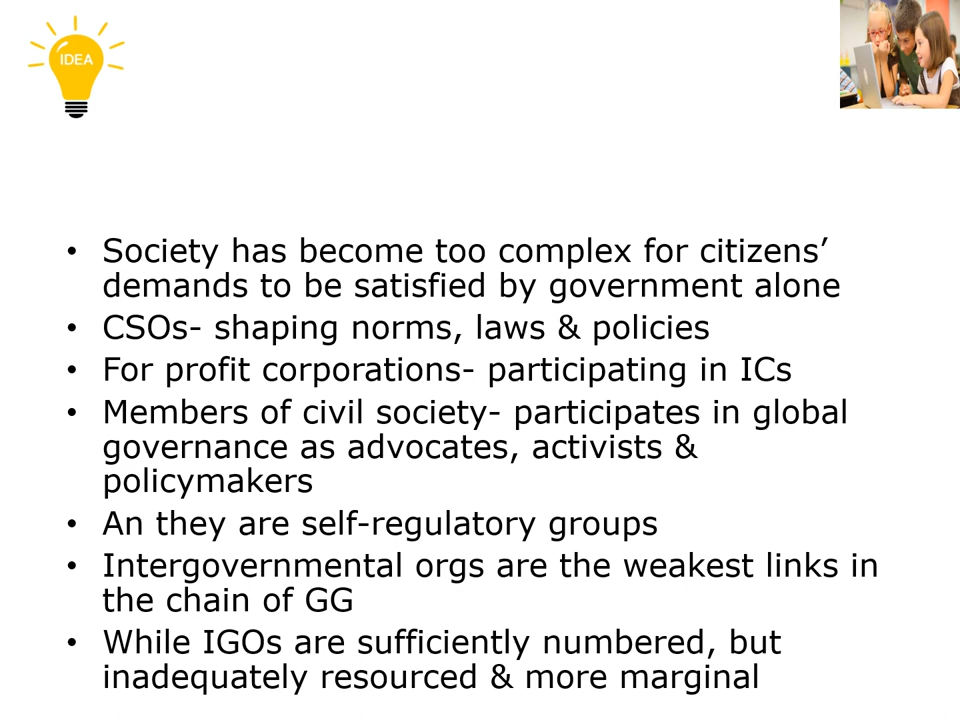 IDEA
• Society has become too complex for citizens’
demands to be satisfied by government alone
• CSOs- shaping norms, laws & policies
• For profit corporations- participating in ICs
• Members of civil society- participates in global
governance as advocates, activists &
policymakers
• An they are self-regulatory groups
• Intergovernmental orgs are the weakest links in
the chain of GG
• While IGOs are sufficiently numbered, but
inadequately resourced & more marginal